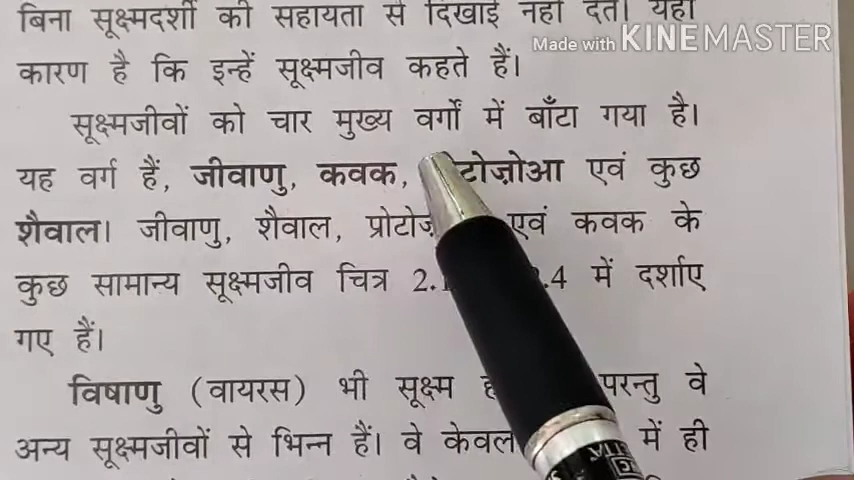 बिना सूक्ष्मदर्शी की सहायता से दिखाई नहीं देते। यही
Made with KINEMASTER
कारण है कि इन्हें सूक्ष्मजीव कहते हैं।
सूक्ष्मजीवों को चार मुख्य वर्गों में बाँटा गया है।
यह वर्ग हैं, जीवाणु, कवक, टोज़ोआ एवं कुछ
शैवाल। जीवाणु, शैवाल, प्रोटोज़ एवं कवक के
कुछ सामान्य सूक्ष्मजीव चित्र 2. .4 में दर्शाए
गए हैं।
विषाणु (वायरस) भी सूक्ष्म परन्तु वे
अन्य सूक्ष्मजीवों से भिन्न हैं। वे केवल में ही